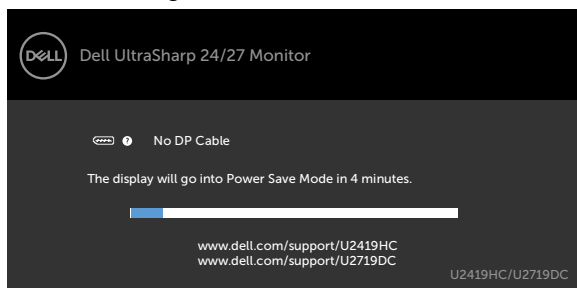 DELL
Dell UltraSharp 24/27 Monitor
? No DP Cable
The display will go into Power Save Mode in 4 minutes.
www.dell.com/support/U2419HC
www.dell.com/support/U2719DC
U2419HC/U2719DC